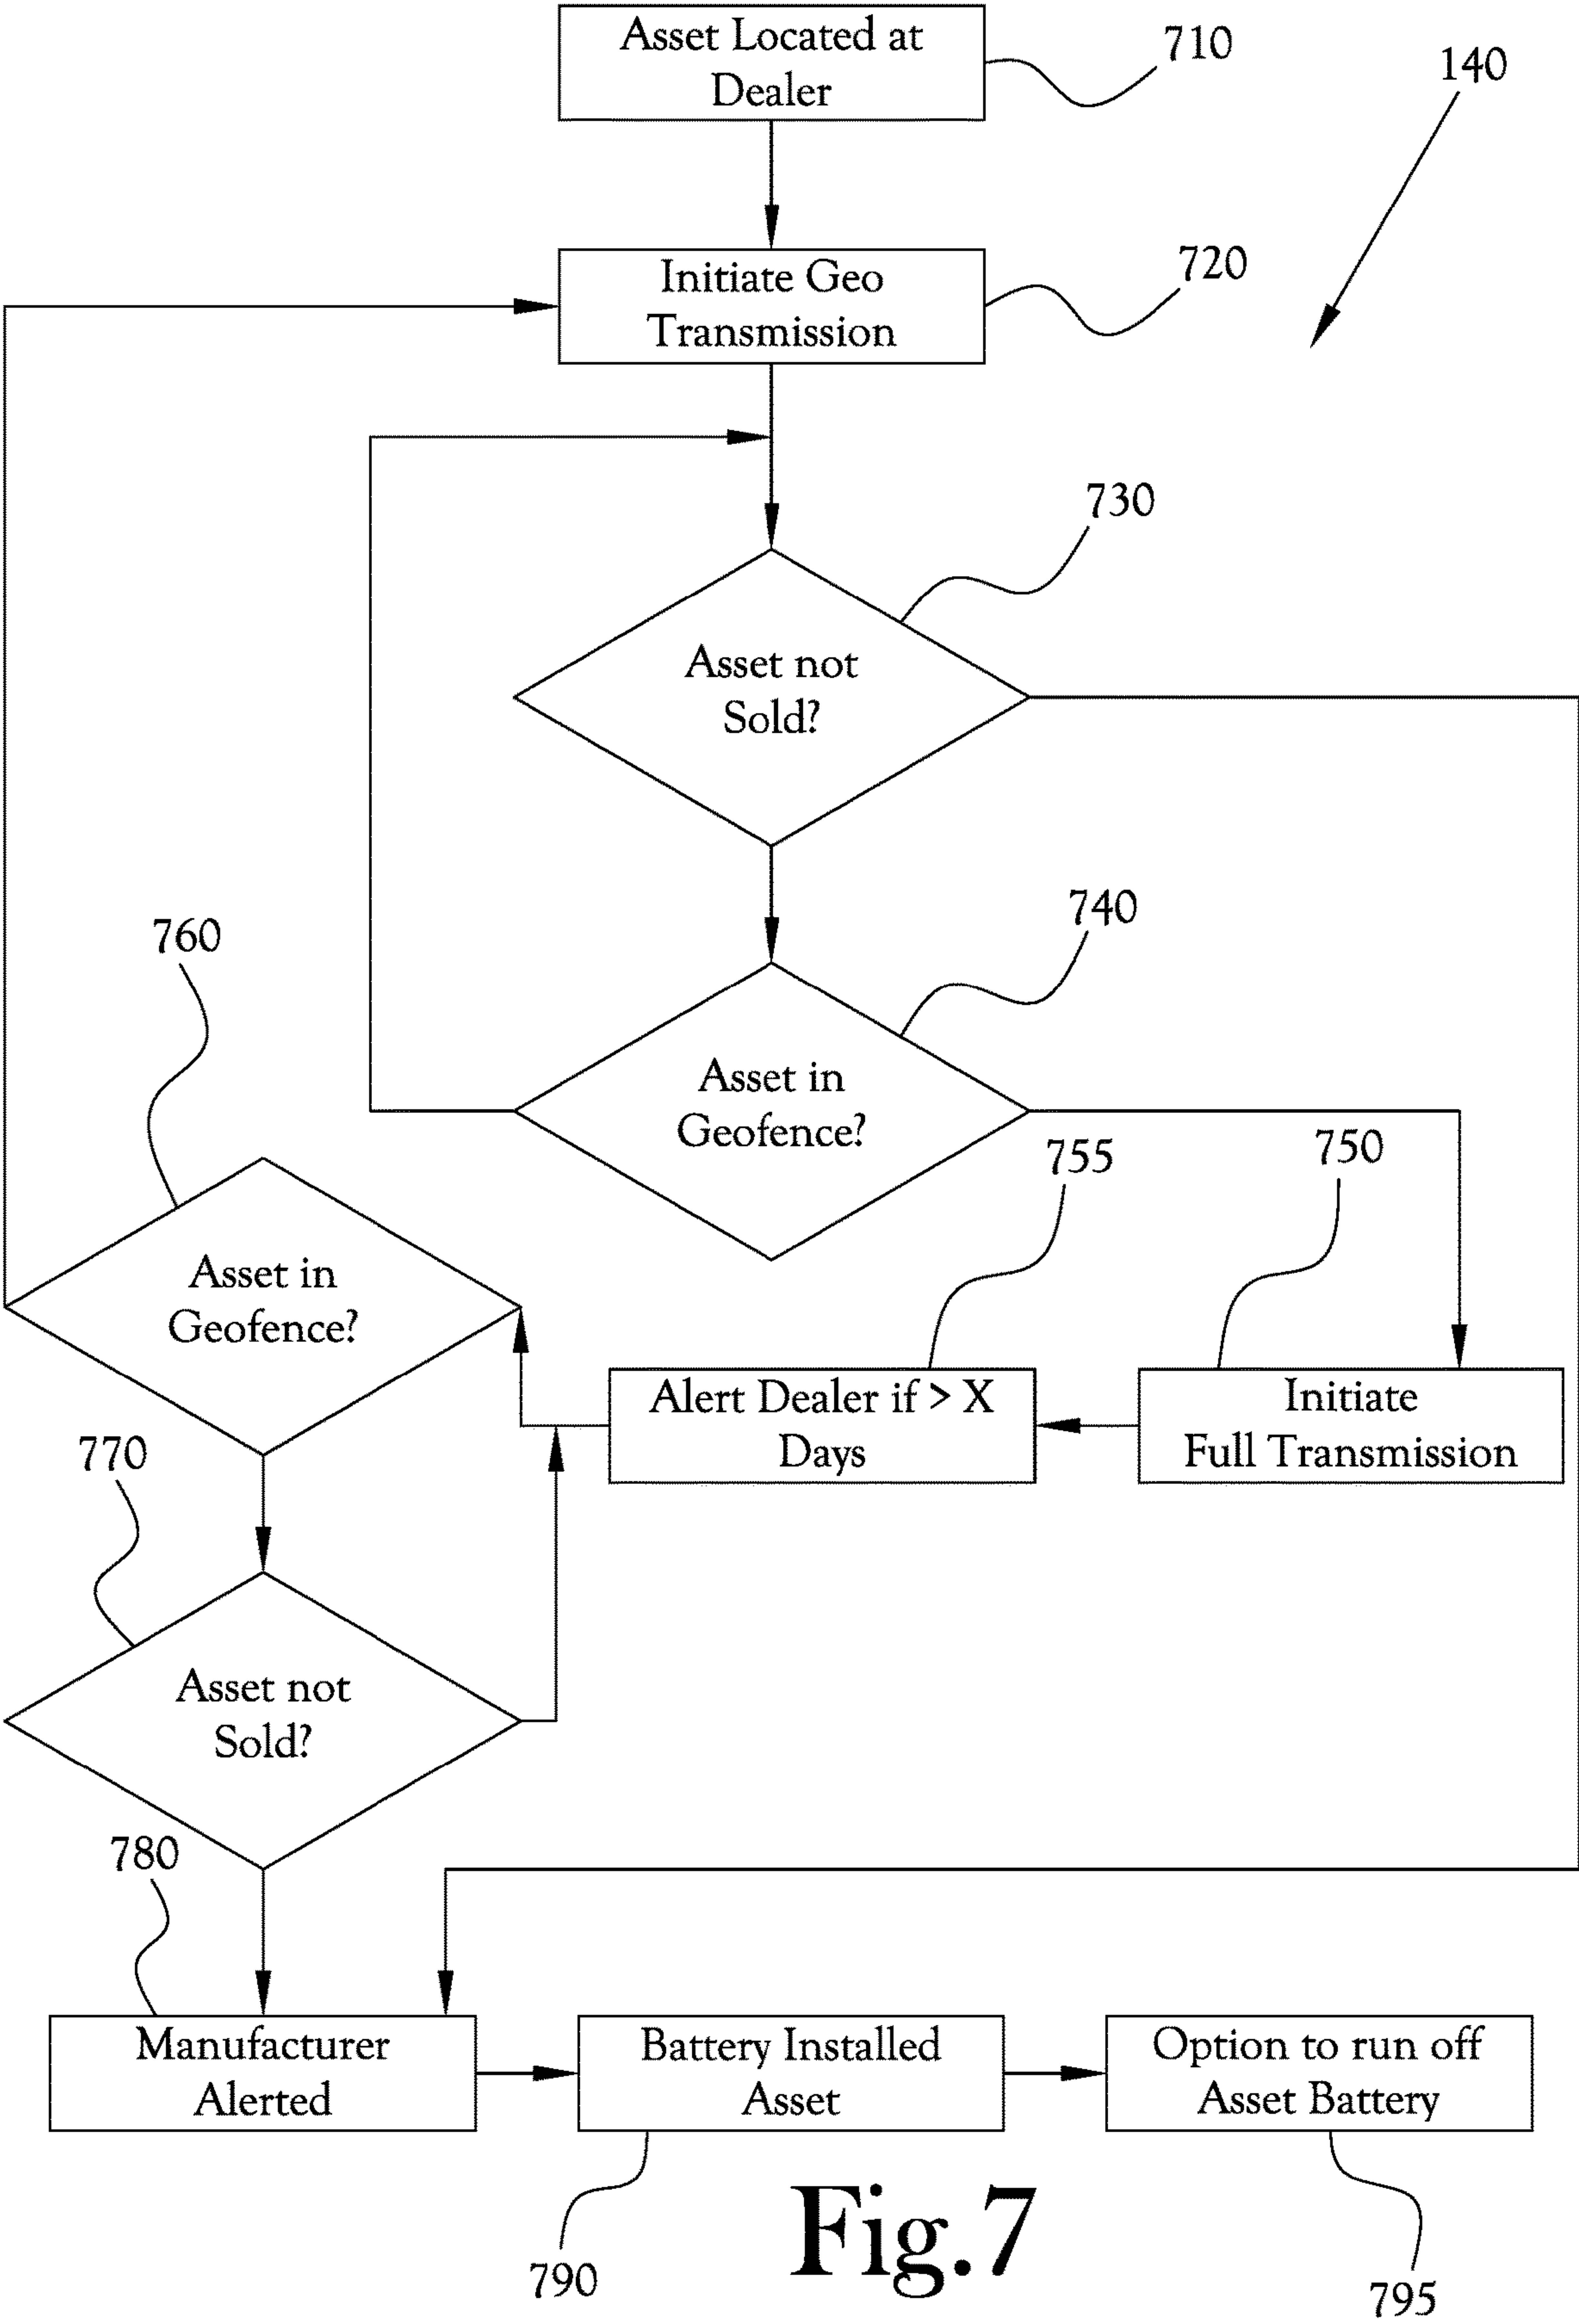 Asset Located at
Dealer
710
140
Initiate Geo
Transmission
720
730
Asset not
Sold?
740
760
Asset in
Geofence?
755
750
Asset in
Geofence?
Alert Dealer if > X
Days
Initiate
Full Transmission
770
Asset not
Sold?
780
Manufacturer
Alerted
Battery Installed
Asset
Option to run off
Asset Battery
790
795
Fig.7